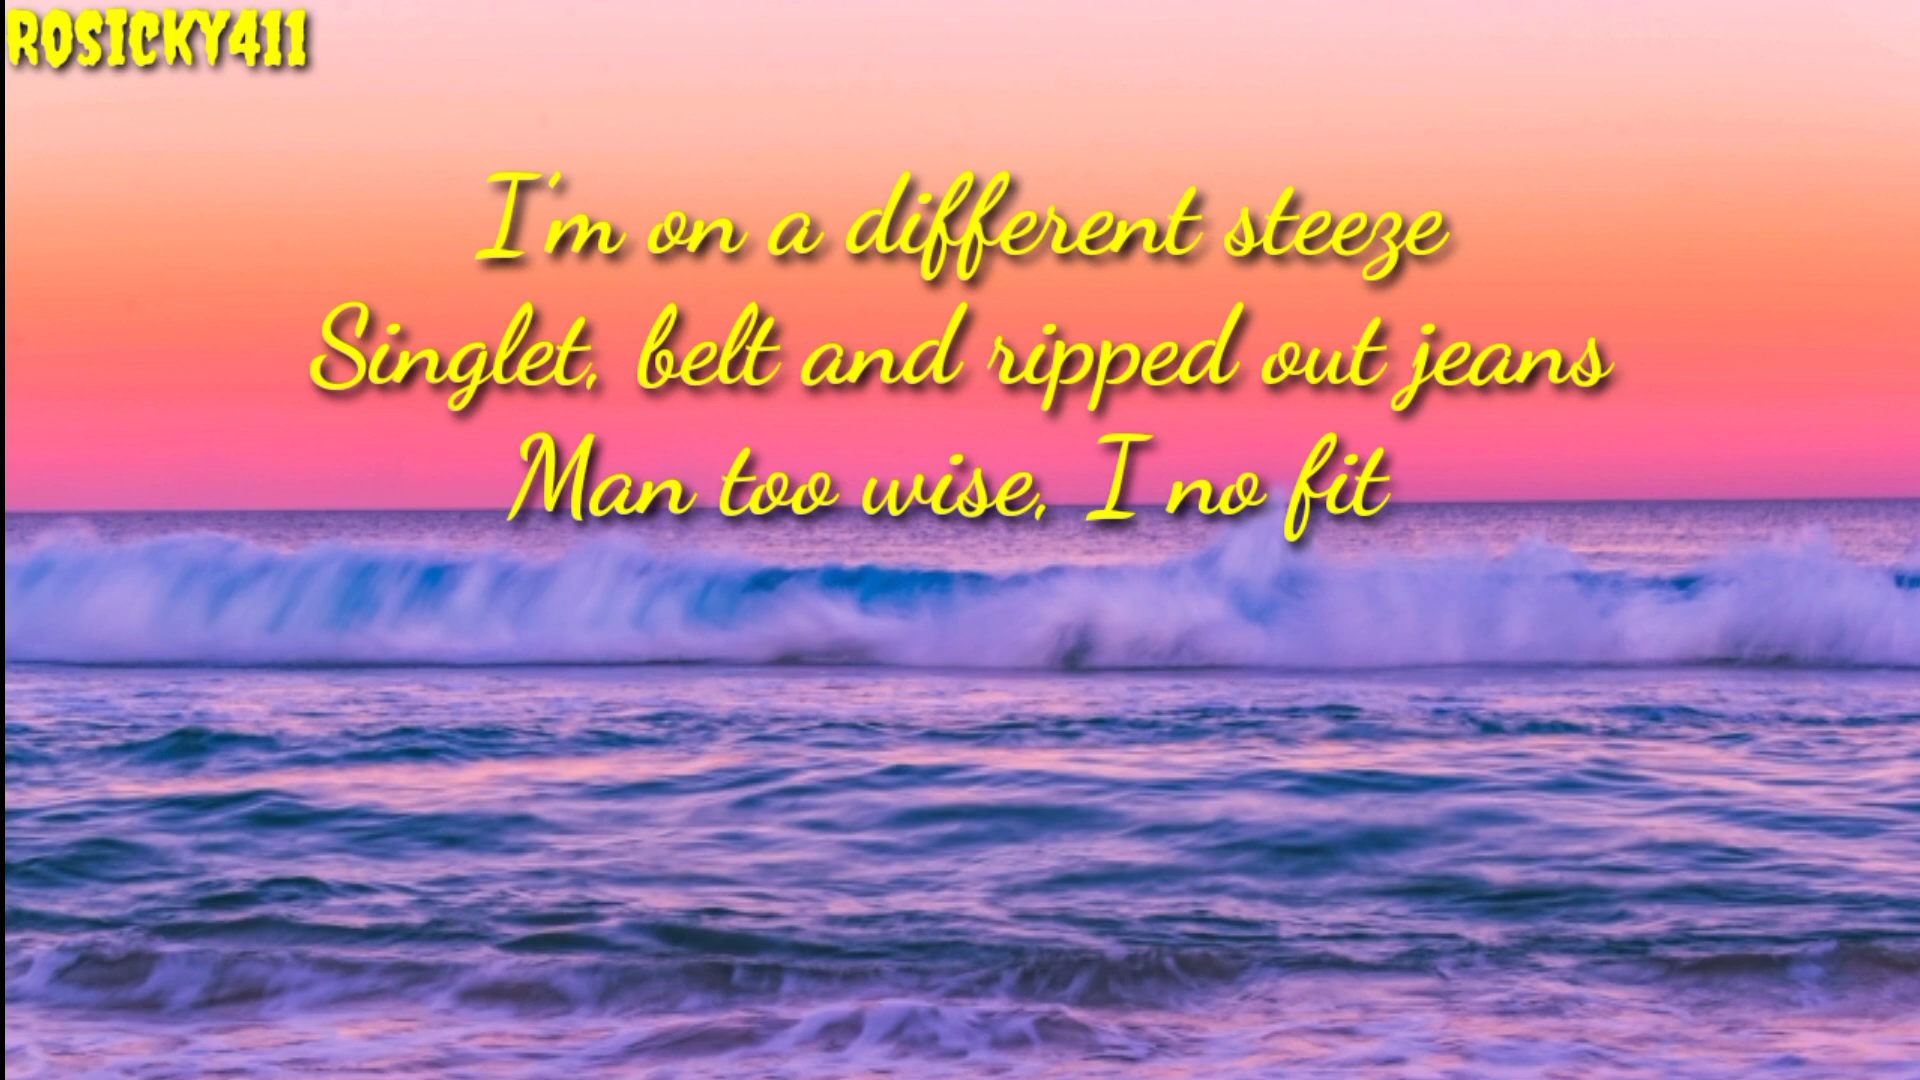 ROSICKY411
I'm on a different steeze
Singlet, belt and ripped out jeans
Man too wise, I no fit